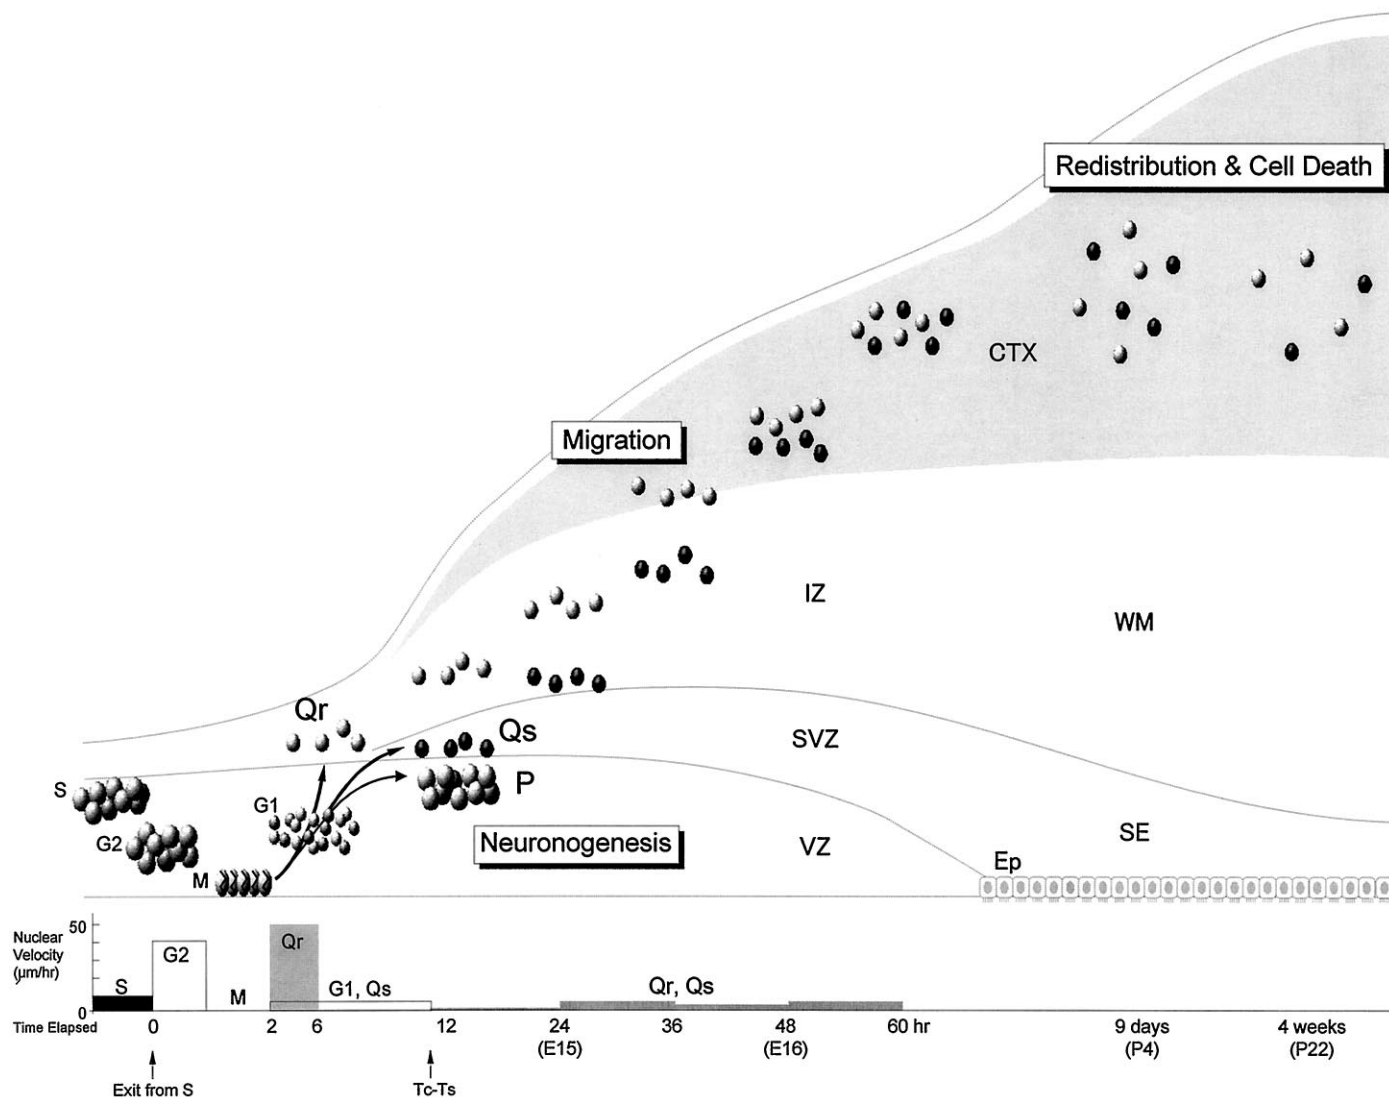 Redistribution & Cell Death
CTX
Migration
IZ
WM
Qr
Qs
SVZ
S
P
G1
G2
Neuronogenesis
VZ
SE
M
Ep
50
Nuclear
Velocity
(µm/hr)
0
S
G2
M
Qr
G1, Qs
Qr, Qs
Time Elapsed 0 2 6 12 24 36 48 60 hr 9 days 4 weeks
(E15) (E16) (P4) (P22)
Exit from S Tc-Ts